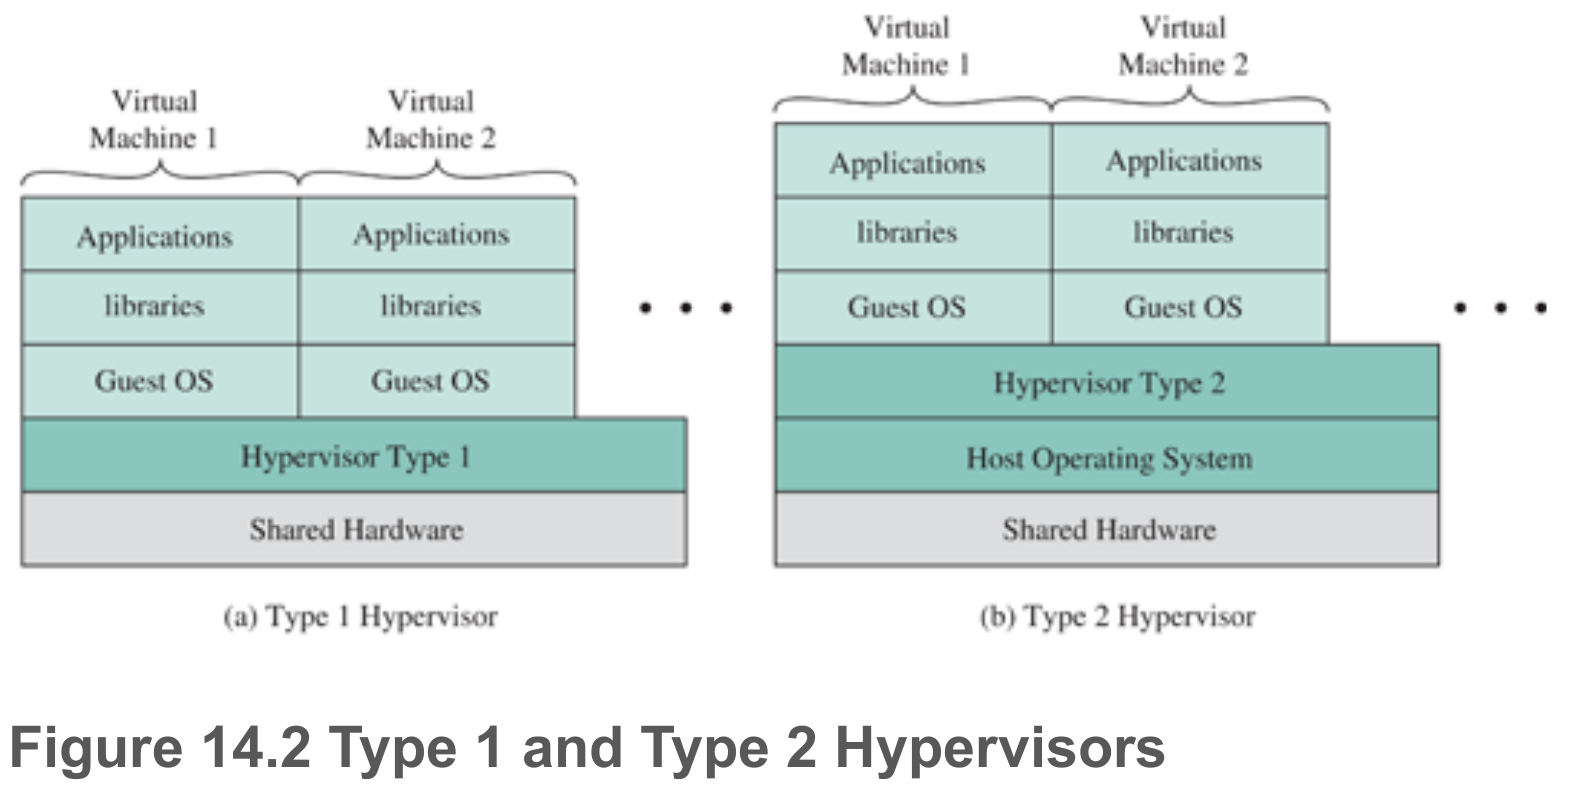 Virtual
Machine 1
Virtual
Machine 2
Applications
Applications
libraries
libraries
Guest OS
Guest OS
Hypervisor Type 1
Shared Hardware
(a) Type 1 Hypervisor
Virtual
Machine 1
Virtual
Machine 2
Applications
Applications
libraries
libraries
Guest OS
Guest OS
Hypervisor Type 2
Host Operating System
Shared Hardware
(b) Type 2 Hypervisor
Figure 14.2 Type 1 and Type 2 Hypervisors